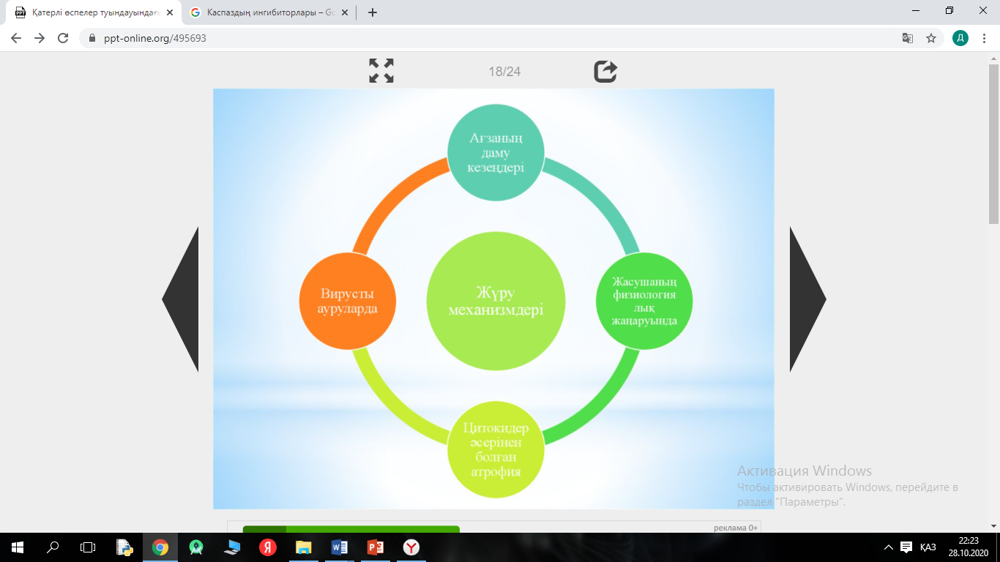 Қатерлі өспелер туындауындағы
Каспаздың ингибиторлары – Go
ppt-online.org/495693
Д
18/24
Ағзаның
даму
кезеңдері
Вирусты
ауруларда
Жүру
механизмдері
Жасушаның
физиология
лық
жаңаруында
Цитокидер
әсерінен
болған
атрофия
Активация Windows
Чтобы активировать Windows, перейдите в
раздел "Параметры".
реклама 0+
ҚАЗ
22:23
28.10.2020